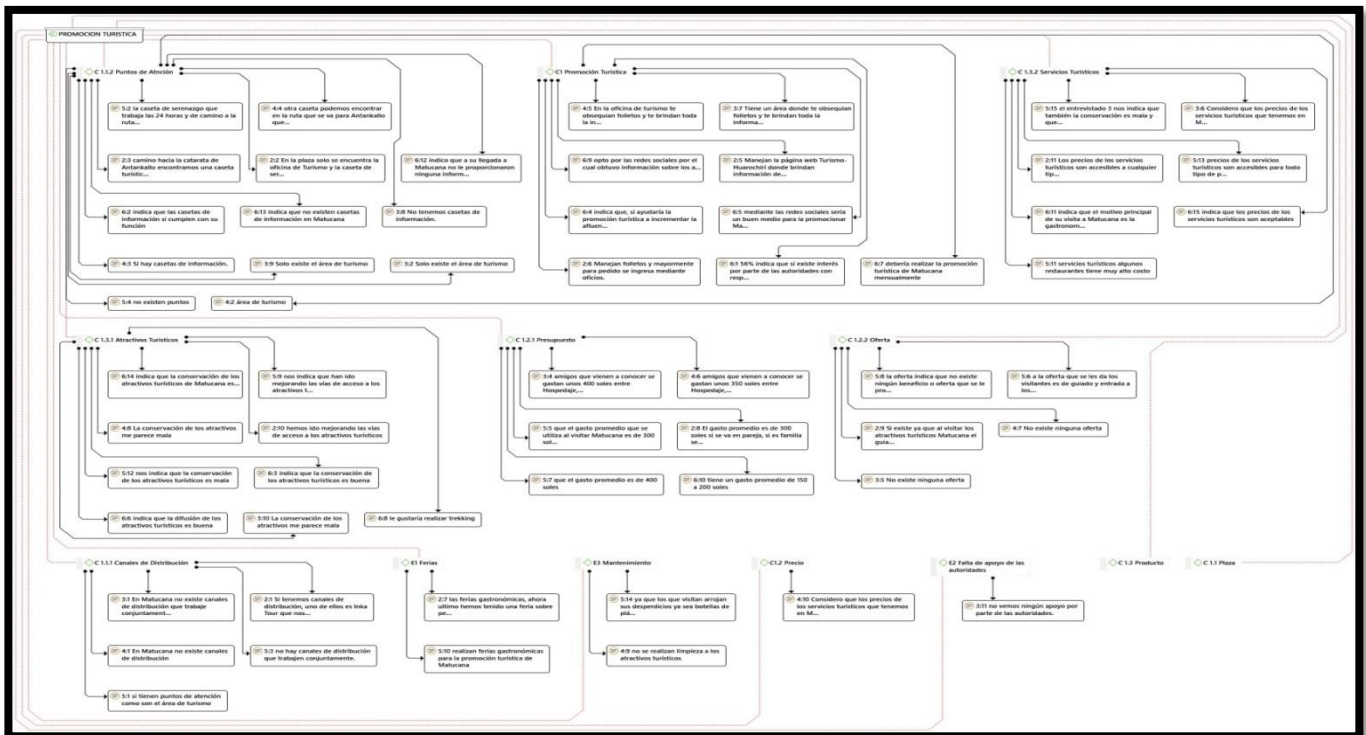 PROMOCION TURISTICA
C 1.1.2 Puntos de Atnción
5:2 la caseta de serenazgo que
trabaja las 24 horas y de camino a la
ruta...
4:4 otra caseta podemos encontrar
en la ruta que se va para Antankallo
que...
2:3 camino hacia la catarata de
Antankallo encontramos una caseta
turístic...
2:2 En la plaza solo se encuentra la
oficina de Turismo y la caseta de
ser...
6:12 indico que a su llegada a
Matucana no le proporcionaron
ninguna inform...
6:2 indica que las casetas de
información si cumplen con su
función
6:13 indica que no existen casetas
de información en Matucana
3:8 No tenemos casetas de
información.
4:3 Si hay casetas de información.
3:9 Solo existe el área de turismo
3:2 Solo existe el área de turismo
5:4 no existen puntos
4:2 área de turismo
C1 Promoción Turística
4:5 En la oficina de turismo te
obsequian folletos y te brindan toda
la in...
3:7 Tiene un área donde te obsequian
folletos y te brindan toda la
informa...
6:9 opto por las redes sociales por el
cual obtuvo información sobre los a...
2:5 Manejan la página web Turismo-
Huarochirí donde brindan
información de...
6:4 indica que, si ayudaría la
promoción turística a incrementar la
afluen...
6:5 mediante las redes sociales seria
un buen medio para la promocionar
Ma...
2:6 Manejan folletos y mayormente
para pedido se ingresa mediante
oficios.
6:1 56% indica que si existe interés
por parte de las autoridades con
resp...
6:7 debería realizar la promoción
turística de Matucana
mensualmente
C 1.3.2 Servicios Turísticos
5:15 el entrevistado 3 nos indica que
también la conservación es mala y
que...
3:6 Considero que los precios de los
servicios turísticos que tenemos en
M...
2:11 Los precios de los servicios
turísticos son accesibles a cualquier
tip...
5:13 precios de los servicios
turísticos son accesibles para todo
tipo de p...
6:11 indica que el motivo principal
de su visita a Matucana es la
gastronom...
6:15 indica que los precios de los
servicios turísticos son aceptables
5:11 servicios turísticos algunos
restaurantes tiene muy alto costo
C 1.3.1 Atractivos Turísticos
6:14 indica que la conservación de los
atractivos turísticos de Matucana es...
5:9 nos indica que han ido
mejorando las vías de acceso a los
atractivos t...
4:8 La conservación de los atractivos
me parece mala
2:10 hemos ido mejorando las vías
de acceso a los atractivos turísticos
5:12 nos indica que la conservación
de los atractivos turísticos es mala
6:3 indica que la conservación de
los atractivos turísticos es buena
6:6 indica que la difusión de los
atractivos turísticos es buena
3:10 La conservación de los
atractivos me parece mala
6:8 le gustaría realizar trekking
C 1.2.1 Presupuesto
3:4 amigos que vienen a conocer se
gastan unos 400 soles entre
Hospedaje,...
4:6 amigos que vienen a conocer se
gastan unos 350 soles entre
Hospedaje,...
5:5 que el gasto promedio que se
utiliza al visitar Matucana es de 300
sol...
2:8 El gasto promedio es de 300
soles si se va en pareja, si es familia
se...
5:7 que el gasto promedio es de 400
soles
6:10 tiene un gasto promedio de 150
a 200 soles
C 1.2.2 Oferta
5:8 la oferta indica que no existe
ningún beneficio o oferta que se le
pro...
5:6 a la oferta que se les da los
visitantes es de guiado y entrada a
los...
2:9 Si existe ya que al visitar los
atractivos turísticos Matucana el
guía...
4:7 No existe ninguna oferta
3:5 No existe ninguna oferta
C 1.1.1 Canales de Distribución
3:1 En Matucana no existe canales
de distribución que trabaje
conjuntament...
2:1 Si tenemos canales de
distribución, uno de ellos es Inka
Tour que nos...
4:1 En Matucana no existe canales
de distribución
5:3 no hay canales de distribución
que trabajen conjuntamente.
5:1 si tienen puntos de atención
como son el área de turismo
E1 Ferias
2:7 las ferias gastronómicas, ahora
ultimo hemos tenido una feria sobre
pe...
5:10 realizan ferias gastronómicas
para la promoción turística de
Matucana
E3 Mantenimiento
5:14 ya que los que visitan arrojan
sus desperdicios ya sea botellas de
plá...
4:9 no se realizan limpieza a los
atractivos turísticos
C1.2 Precio
4:10 Considero que los precios de
los servicios turísticos que tenemos
en M...
E2 Falta de apoyo de las
autoridades
3:11 no vemos ningún apoyo por
parte de las autoridades.
C 1.3 Producto
C 1.1 Plaza